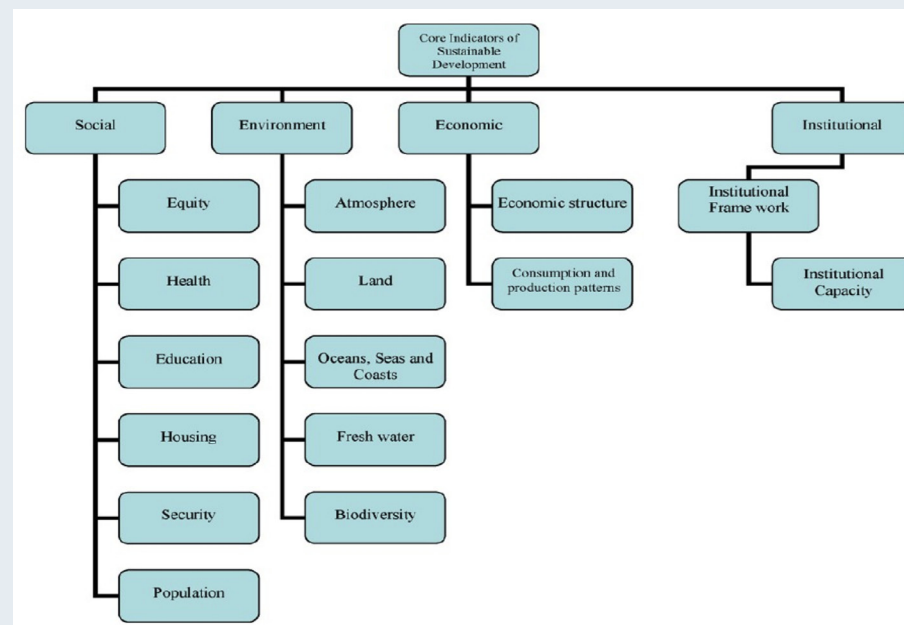 Core Indicators of
Sustainable
Development
Social
Environment
Economic
Institutional
Equity
Health
Education
Housing
Security
Population
Atmosphere
Land
Oceans, Seas and
Coasts
Fresh water
Biodiversity
Economic structure
Consumption and
production patterns
Institutional
Frame work
Institutional
Capacity